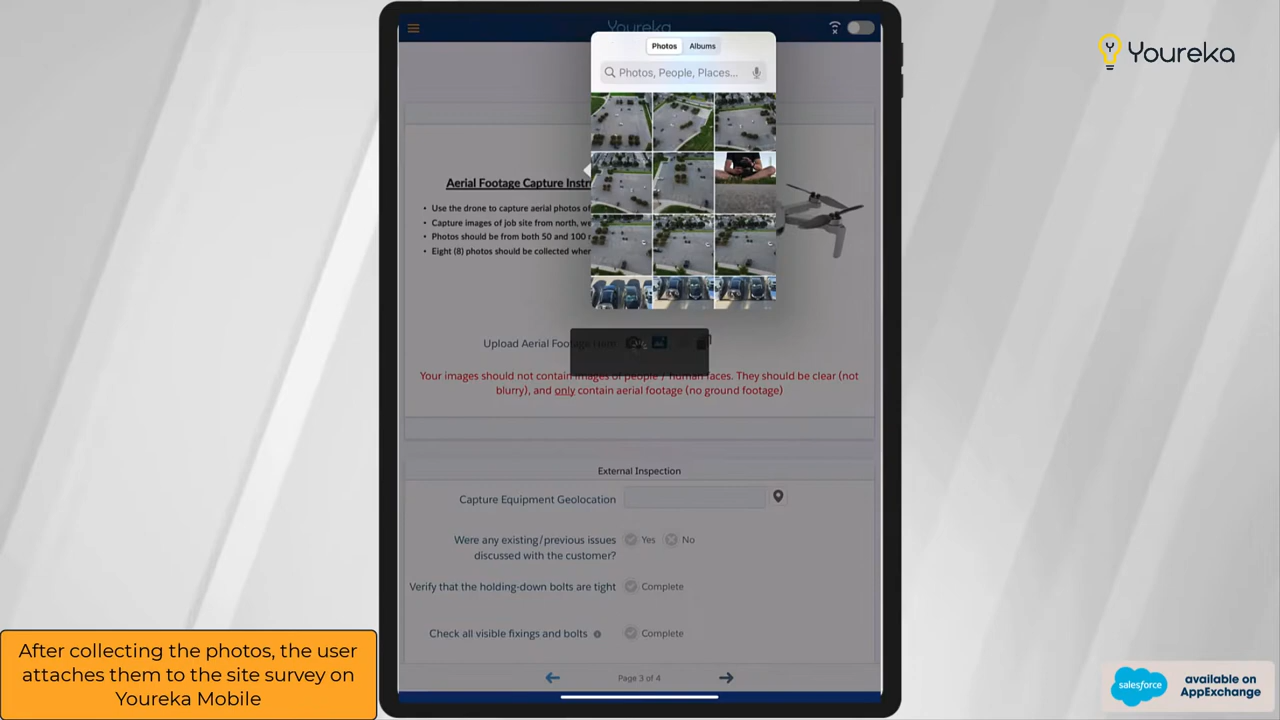 Youreka
Photos
Albums
Photos, People, Places...
Youreka
Aerial Footage Capture
Use the drone to capture aerial photos
Capture images of job site from north,
Photos should be from both 50 and 100
Eight (8) photos should be collected
Upload Aerial
Your images should not contain images of people / human faces. They should be clear (not
blurry), and only contain aerial footage (no ground footage)
External Inspection
Capture Equipment Geolocation
Were any existing/previous issues
discussed with the customer?
Yes
No
Verify that the holding-down bolts are tight
Complete
Check all visible fixings and bolts
Complete
Page 3 of 4
After collecting the photos, the user
attaches them to the site survey on
Youreka Mobile
salesforce
available on
AppExchange